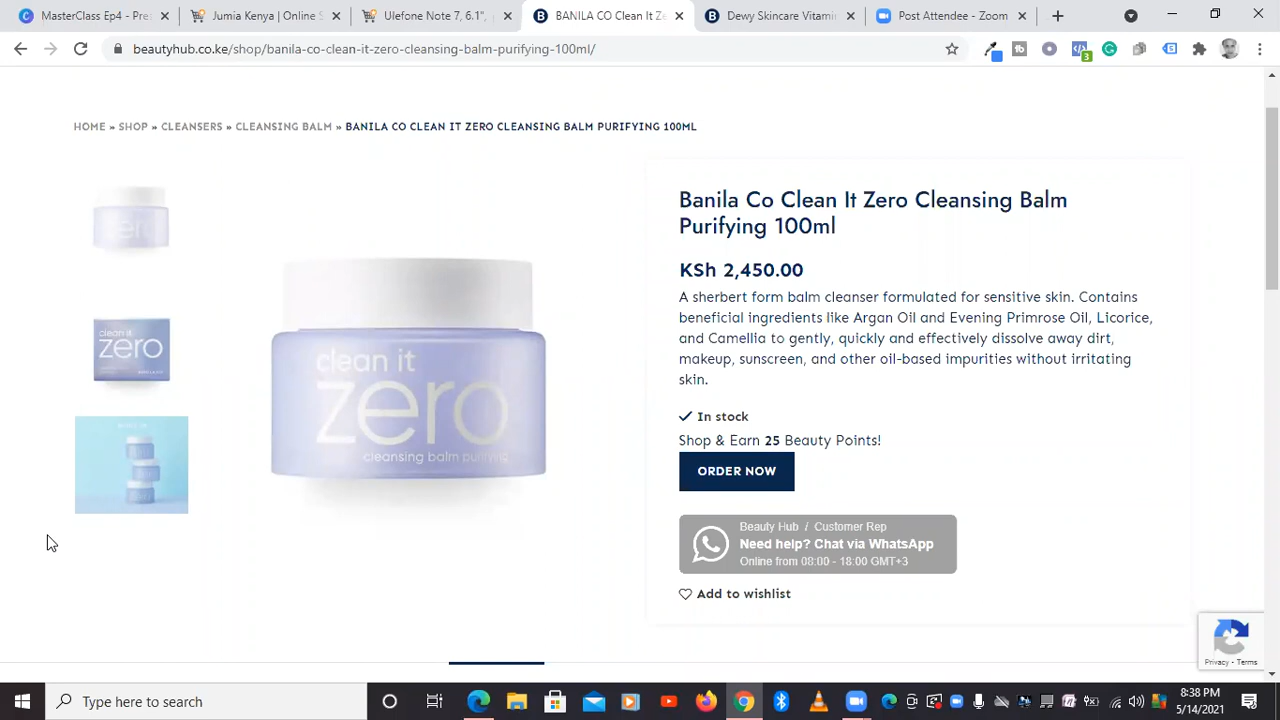 MasterClass Ep4 - Pre
Jumia Kenya | Online S
Ulefone Note 7, 6.1",
BANILA CO Clean It Ze
Dewy Skincare Vitamin
Post Attendee - Zoom
beautyhub.co.ke/shop/banila-co-clean-it-zero-cleansing-balm-purifying-100ml/
3
HOME » SHOP » CLEANSERS » CLEANSING BALM » BANILA CO CLEAN IT ZERO CLEANSING BALM PURIFYING 100ML
clean it
zero
clean it
zero
cleansing balm purifying
Banila Co Clean It Zero Cleansing Balm
Purifying 100ml
KSh 2,450.00
A sherbert form balm cleanser formulated for sensitive skin. Contains
beneficial ingredients like Argan Oil and Evening Primrose Oil, Licorice,
and Camellia to gently, quickly and effectively dissolve away dirt,
makeup, sunscreen, and other oil-based impurities without irritating
skin.
In stock
Shop & Earn 25 Beauty Points!
ORDER NOW
Beauty Hub / Customer Rep
Need help? Chat via WhatsApp
Online from 08:00 - 18:00 GMT+3
Add to wishlist
Privacy - Terms
Type here to search
8:38 PM
5/14/2021